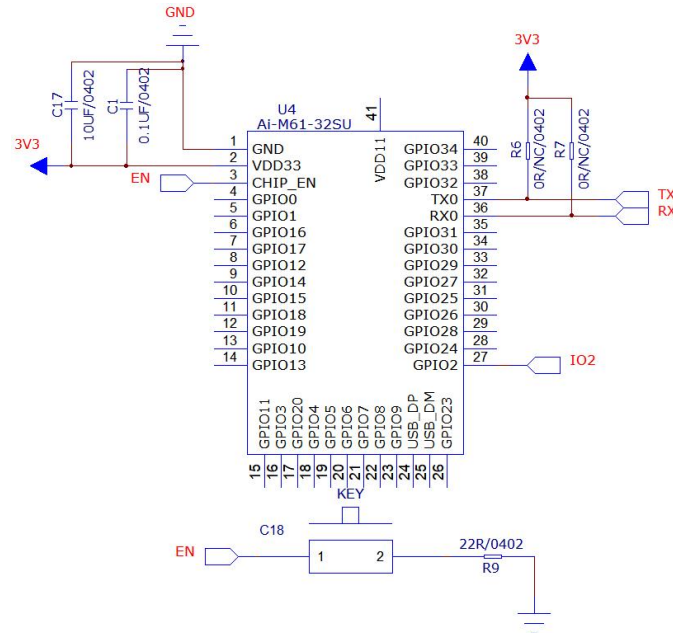 GND
3V3
C17
10UF/0402
C1
0.1UF/0402
3V3
EN
U4
Ai-M61-32SU
41
VDD11
1 GND
2 VDD33
3 CHIP_EN
4 GPIO0
5 GPIO1
6 GPIO16
7 GPIO17
8 GPIO12
9 GPIO14
10 GPIO15
11 GPIO18
12 GPIO19
13 GPIO10
14 GPIO13
GPIO34 40
GPIO33 39
GPIO32 38
TX0 37
RX0 36
GPIO31 35
GPIO30 34
GPIO29 33
GPIO27 32
GPIO25 31
GPIO26 30
GPIO28 29
GPIO24 28
GPIO2 27
R6
0R/NC/0402
R7
0R/NC/0402
TX
RX
IO2
GPIO11 15
GPIO3 16
GPIO20 17
GPIO4 18
GPIO5 19
GPIO6 20
GPIO7 21
GPIO8 22
GPIO9 23
USB_DP 24
USB_DM 25
GPIO23 26
KEY
C18
EN
1 2
22R/0402
R9